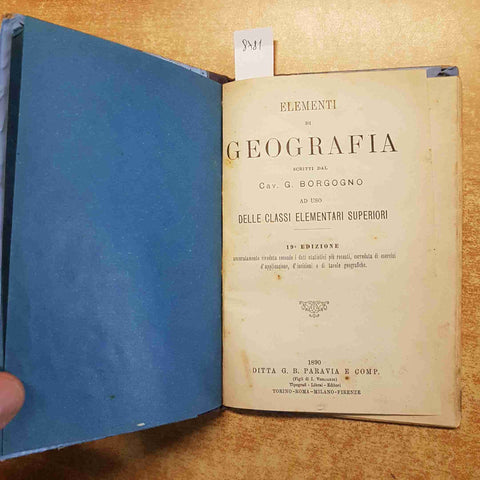 8481
ELEMENTI
DI
GEOGRAFIA
SCRITTI DAL
CAV. G. BORGOGNO
AD USO
DELLE CLASSI ELEMENTARI SUPERIORI
19ª EDIZIONE
accuratamente riveduta secondo i dati statistici più recenti, corredata di esercizi
d'applicazione, d'incisioni e di tavole geografiche.
1890
DITTA G. B. PARAVIA E COMP.
(Figli di I. VIGLIARDI)
Tipografi - Librai - Editori
TORINO-ROMA-MILANO-FIRENZE